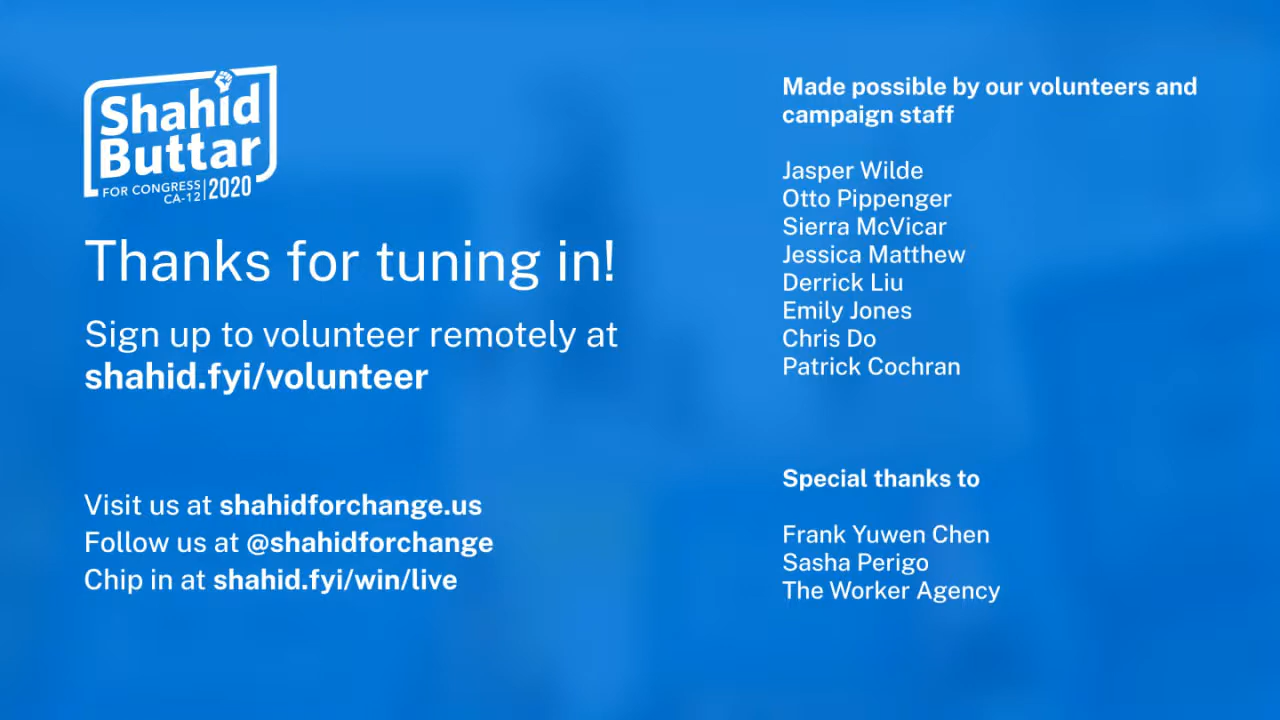 Shahid
Buttar
FOR CONGRESS
CA-12
2020
Thanks for tuning in!
Sign up to volunteer remotely at
shahid.fyi/volunteer
Visit us at shahidforchange.us
Follow us at @shahidforchange
Chip in at shahid.fyi/win/live
Made possible by our volunteers and
campaign staff
Jasper Wilde
Otto Pippenger
Sierra McVicar
Jessica Matthew
Derrick Liu
Emily Jones
Chris Do
Patrick Cochran
Special thanks to
Frank Yuwen Chen
Sasha Perigo
The Worker Agency